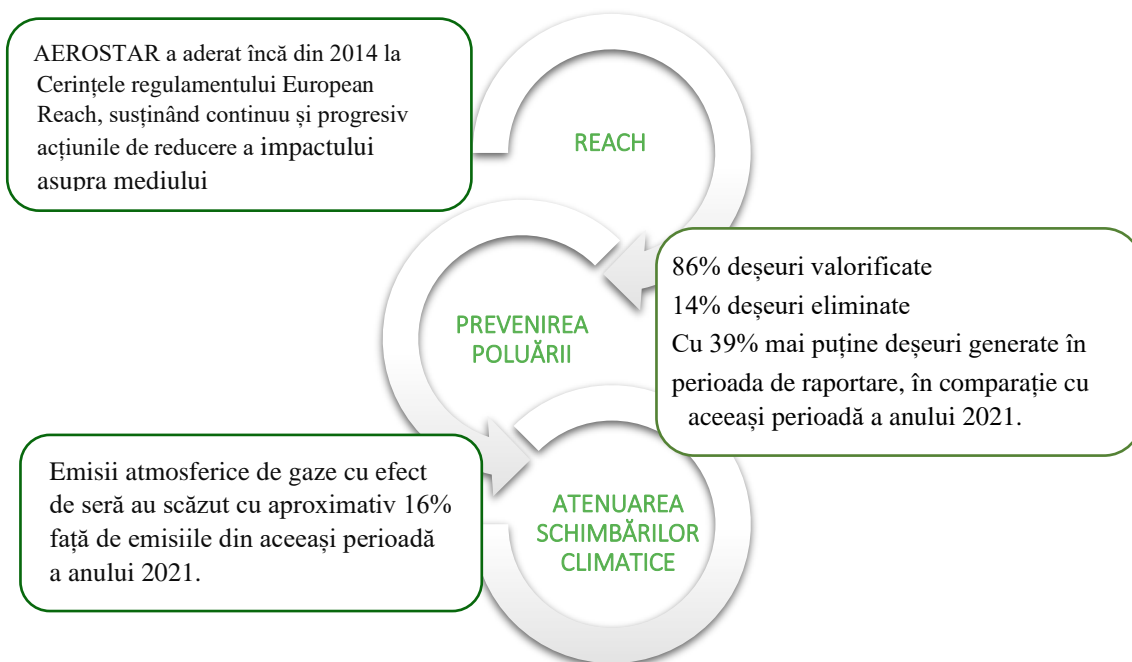 AEROSTAR a aderat încă din 2014 la
Cerințele regulamentului European
Reach, susținând continuu și progresiv
acțiunile de reducere a impactului
asupra mediului
REACH
86% deșeuri valorificate
14% deșeuri eliminate
Cu 39% mai puține deșeuri generate în
perioada de raportare, în comparație cu
aceeași perioadă a anului 2021.
PREVENIREA
POLUĂRII
Emisii atmosferice de gaze cu efect
de seră au scăzut cu aproximativ 16%
față de emisiile din aceeași perioadă
a anului 2021.
ATENUAREA
SCHIMBĂRILOR
CLIMATICE